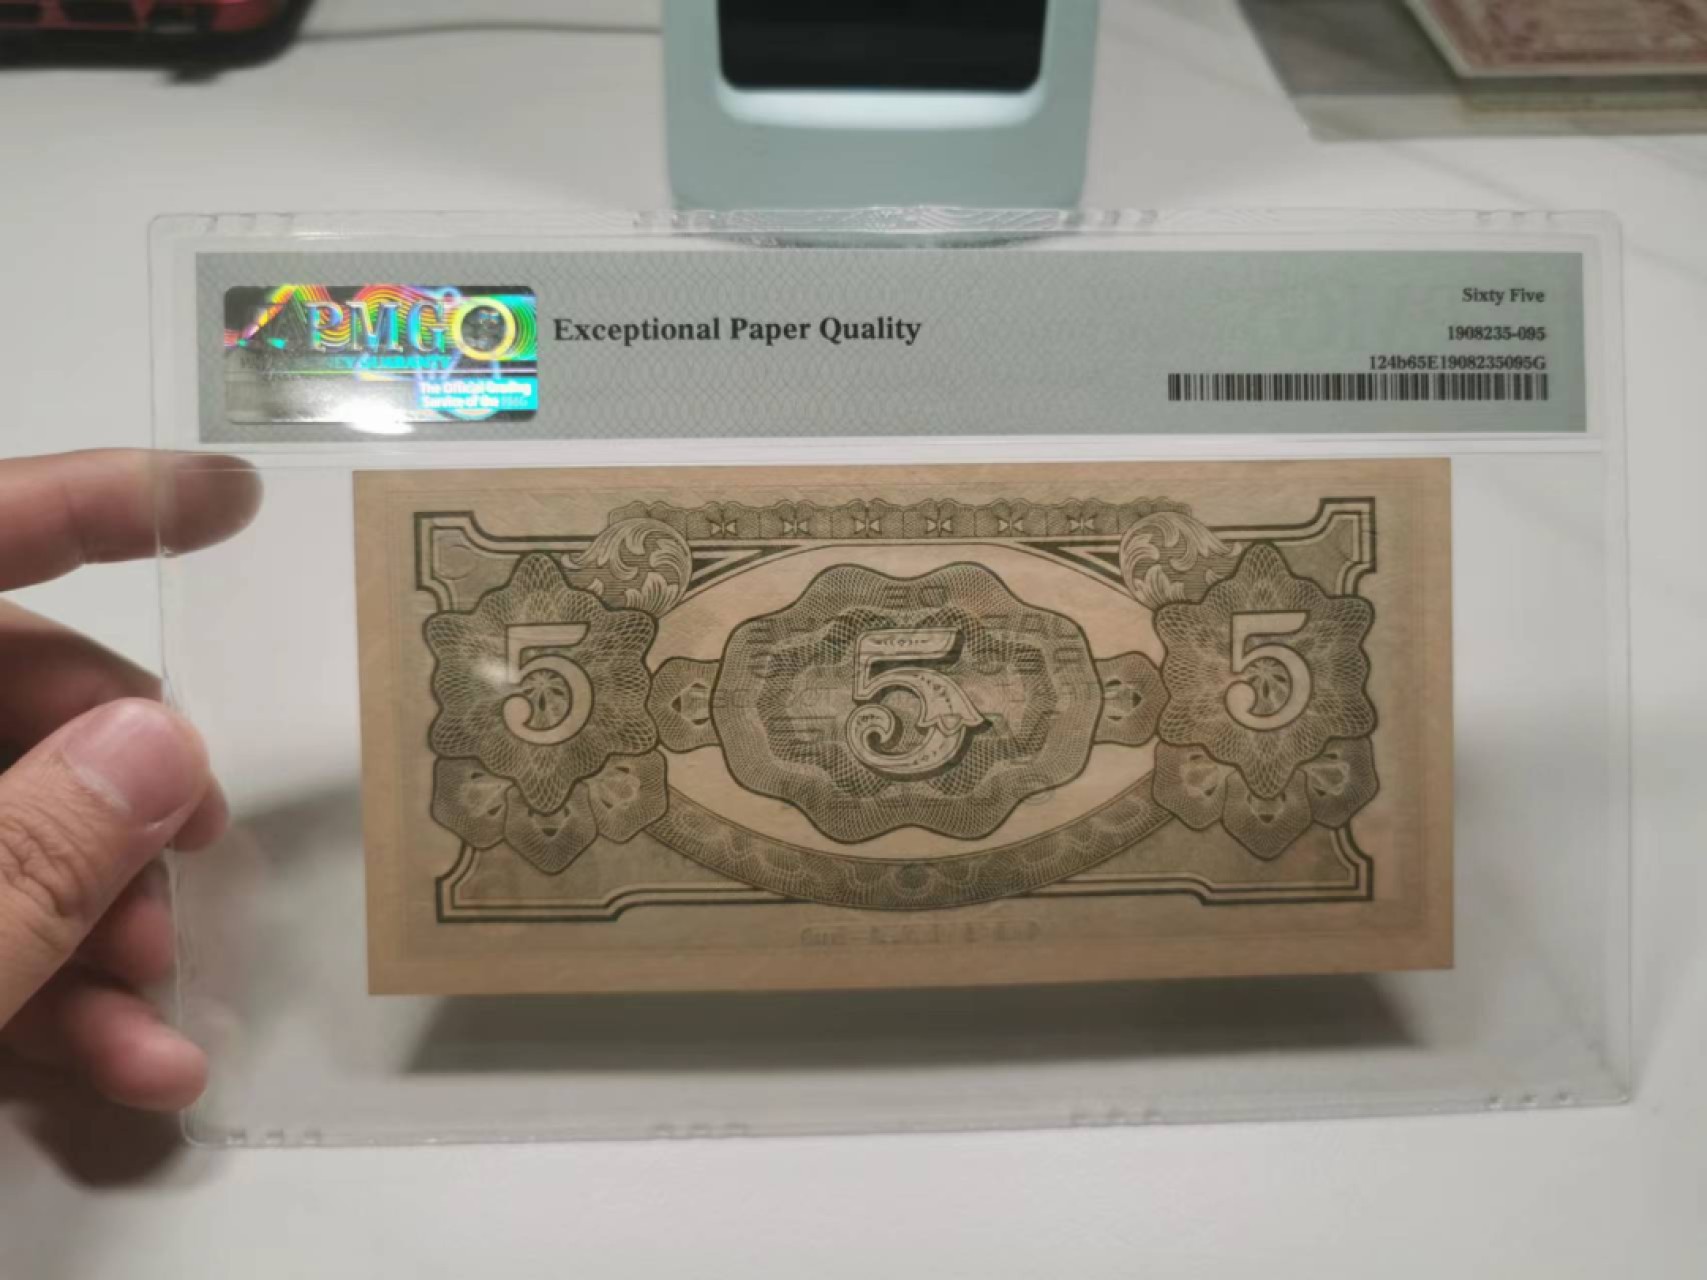 PMG
The Official Grading
Service of the
Exceptional Paper Quality
Sixty Five
1908235-095
124b65E1908235095G
5
5
5